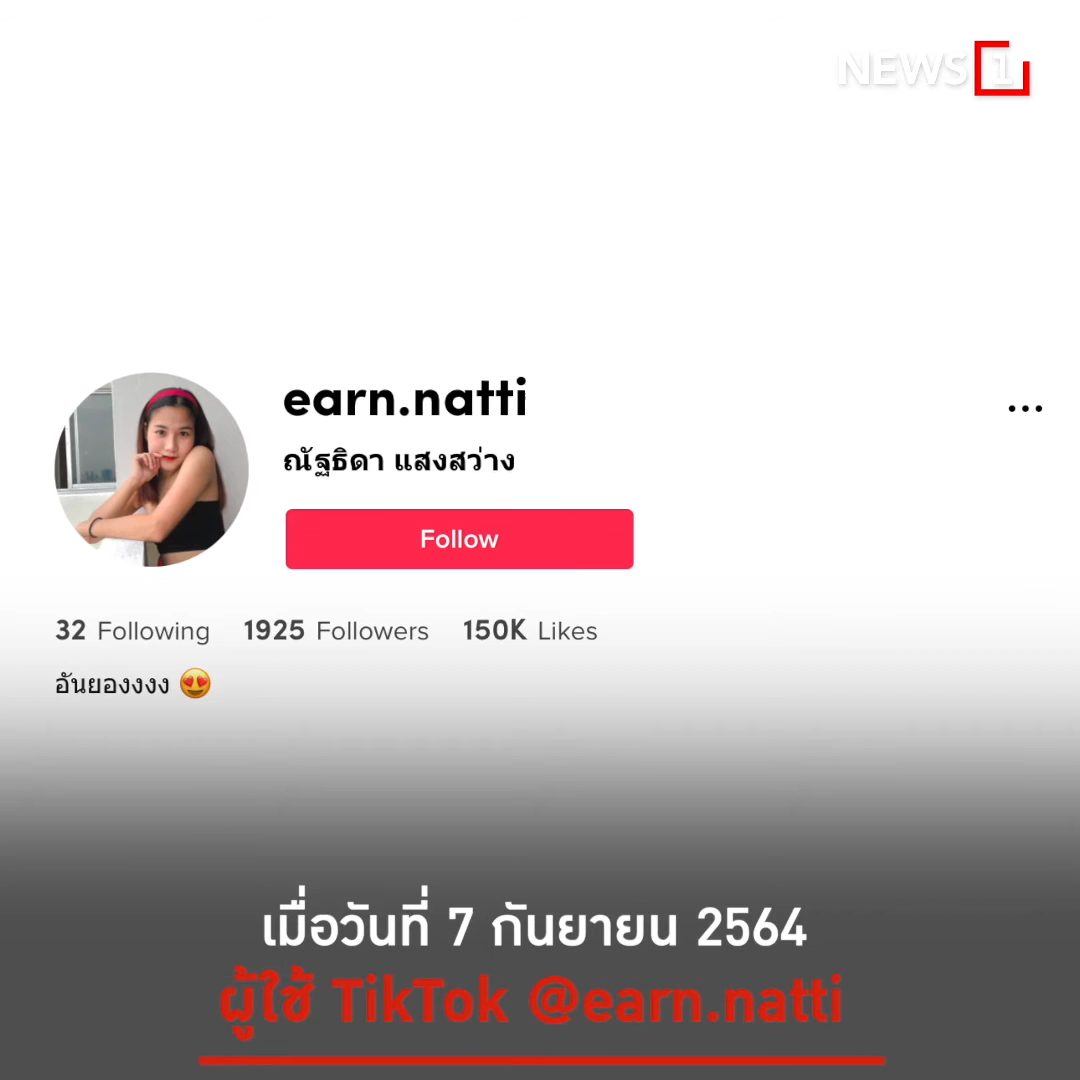 NEWS 1
earn.natti
ณัฐธิดา แสงสว่าง
Follow
32 Following 1925 Followers 150K Likes
อันยองงงง 😍
เมื่อวันที่ 7 กันยายน 2564
ผู้ใช้ TikTok @earn.natti